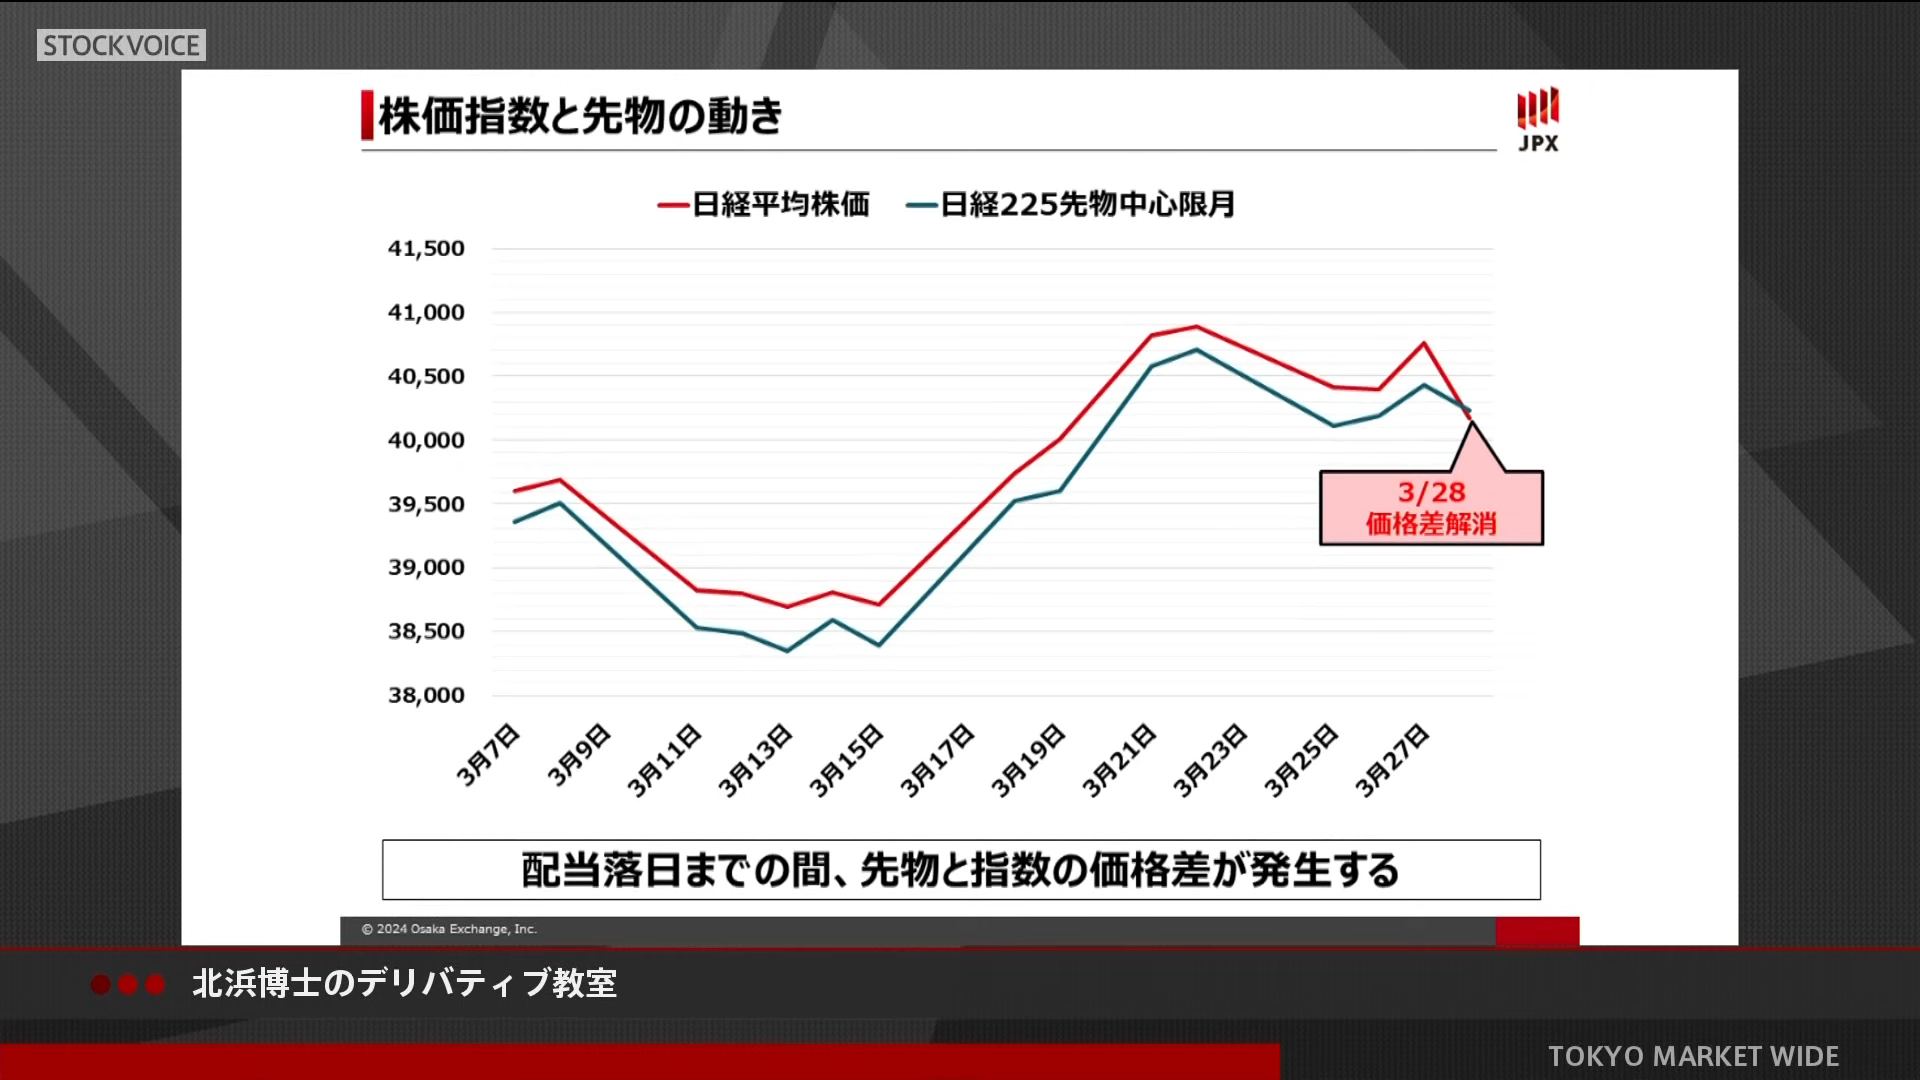 STOCKVOICE
株価指数と先物の動き
JPX
日経平均株価 日経225先物中心限月
41,500
41,000
40,500
40,000
39,500
39,000
38,500
38,000
3/28
価格差解消
3月7日 3月9日 3月11日 3月13日 3月15日 3月17日 3月19日 3月21日 3月23日 3月25日 3月27日
配当落日までの間、先物と指数の価格差が発生する
© 2024 Osaka Exchange, Inc.
北浜博士のデリバティブ教室
TOKYO MARKET WIDE